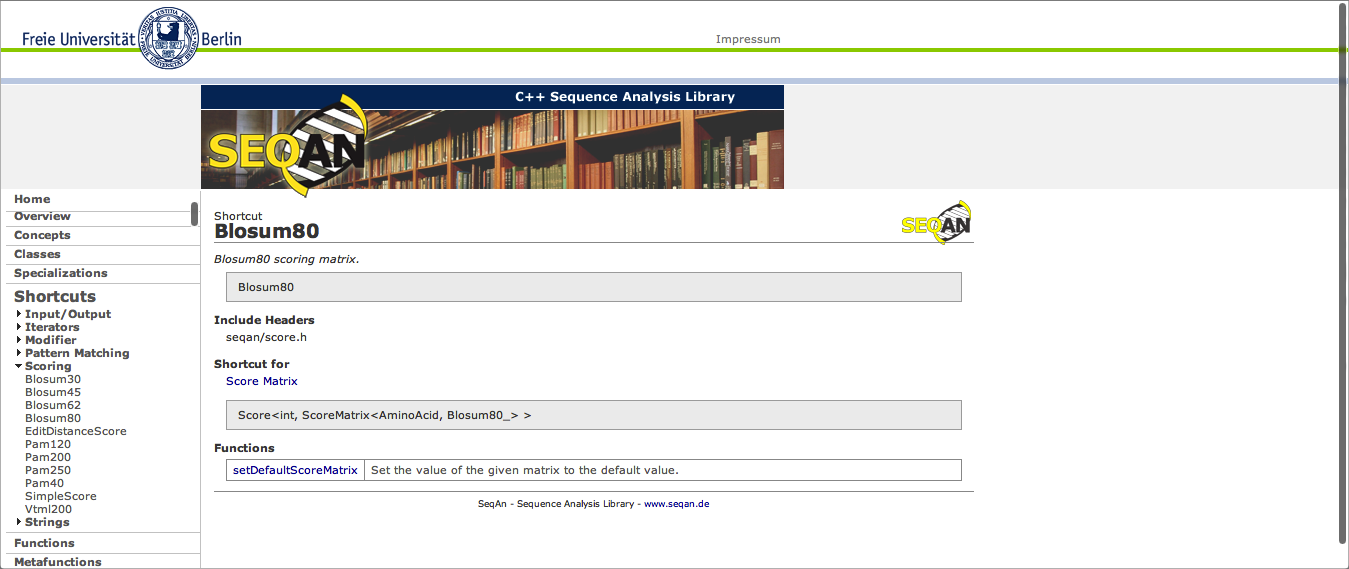 Freie Universität Berlin
Impressum
C++ Sequence Analysis Library
SEQAN
Home
Overview
Concepts
Classes
Specializations
Shortcuts
Input/Output
Iterators
Modifier
Pattern Matching
Scoring
Blosum30
Blosum45
Blosum62
Blosum80
EditDistanceScore
Pam120
Pam200
Pam250
Pam40
SimpleScore
Vtml200
Strings
Functions
Metafunctions
Shortcut
Blosum80
SEQAN
Blosum80 scoring matrix.
Blosum80
Include Headers
seqan/score.h
Shortcut for
Score Matrix
Score<int, ScoreMatrix<AminoAcid, Blosum80_> >
Functions
setDefaultScoreMatrix Set the value of the given matrix to the default value.
SeqAn - Sequence Analysis Library - www.seqan.de